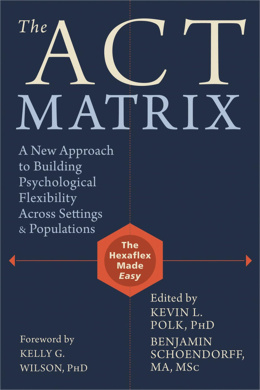 The
ACT
MATRIX
A New Approach
to Building
Psychological
Flexibility
Across Settings
& Populations
The
Hexaflex
Made
Easy
Edited by
KEVIN L.
POLK, PHD
BENJAMIN
SCHOENDORFF,
MA, MSC
Foreword by
KELLY G.
WILSON, PHD